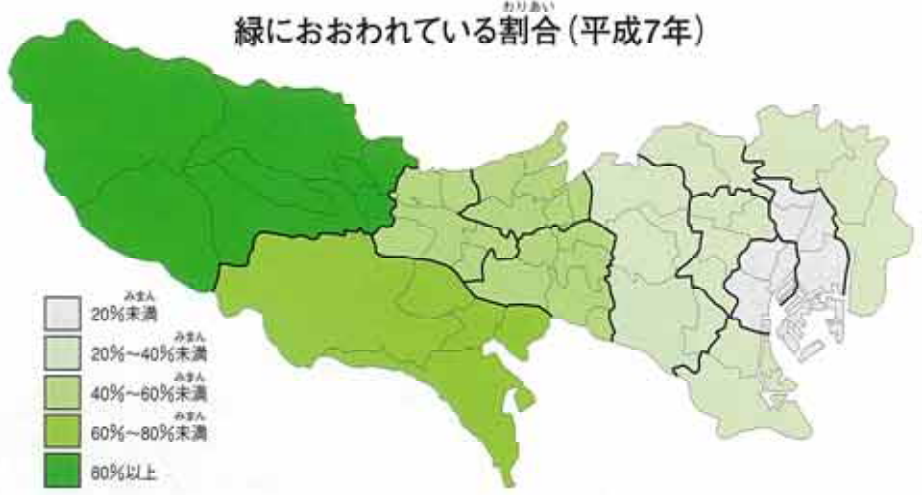 わりあい
緑におおわれている割合(平成7年)
みまん
20%未満
みまん
20%～40%未満
みまん
40%～60%未満
みまん
60%～80%未満
80%以上